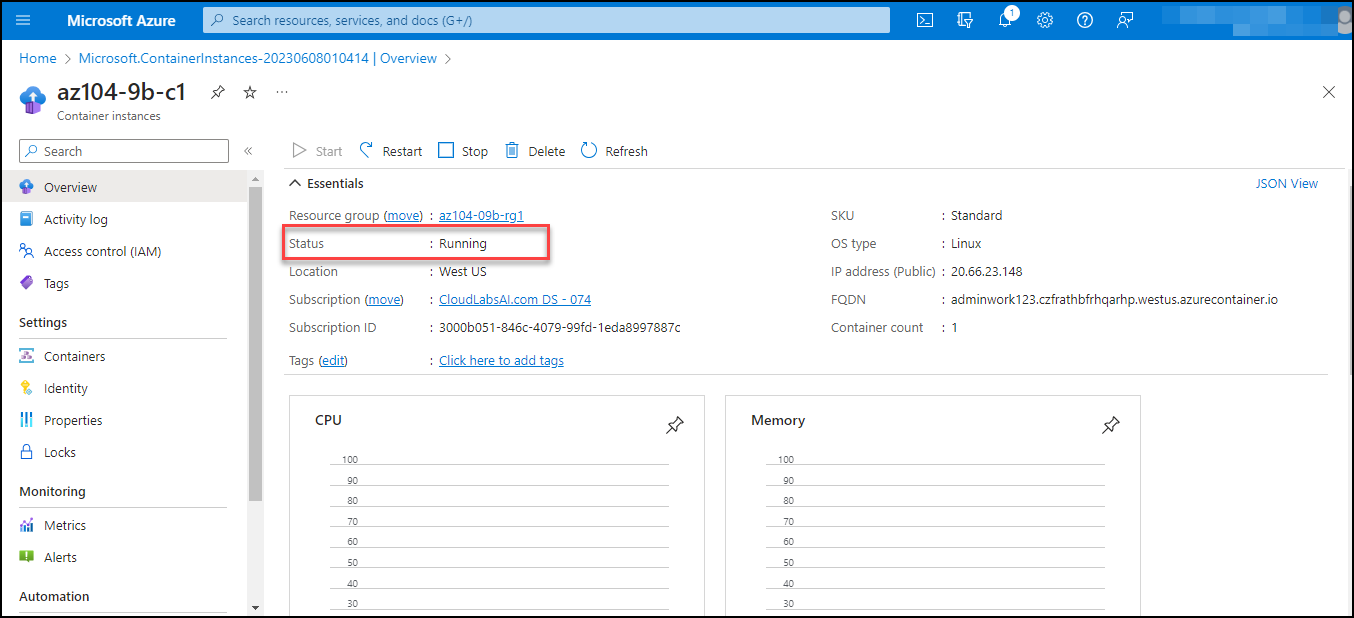 Microsoft Azure
Search resources, services, and docs (G+/)
1
Home > Microsoft.ContainerInstances-20230608010414 | Overview >
az104-9b-c1
...
Container instances
Search
«
Start Restart Stop Delete Refresh
Overview
Activity log
Access control (IAM)
Tags
Settings
Containers
Identity
Properties
Locks
Monitoring
Metrics
Alerts
Automation
Essentials
JSON View
Resource group (move) : az104-09b-rg1
Status : Running
Location : West US
Subscription (move) : CloudLabsAI.com DS - 074
Subscription ID : 3000b051-846c-4079-99fd-1eda8997887c
Tags (edit) : Click here to add tags
SKU : Standard
OS type : Linux
IP address (Public) : 20.66.23.148
FQDN : adminwork123.czfrathbfrhqarhp.westus.azurecontainer.io
Container count : 1
CPU
100
90
80
70
60
50
40
30
Memory
100
90
80
70
60
50
40
30